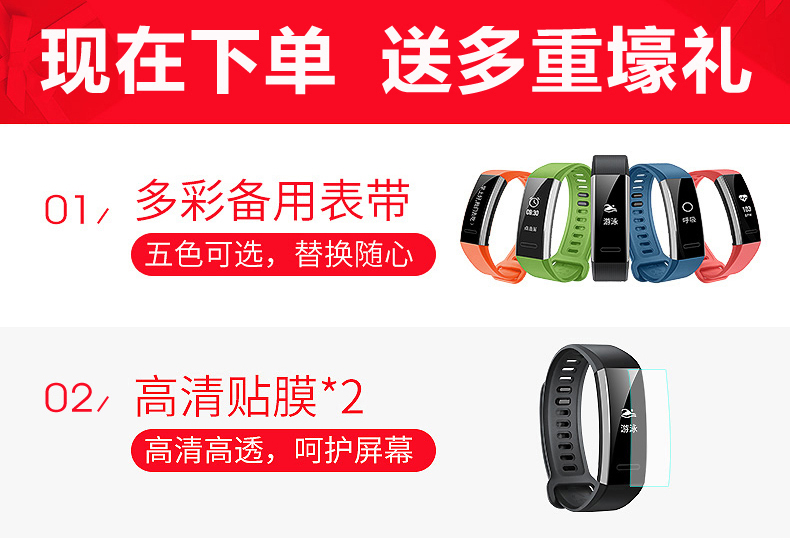 现在下单 送多重壕礼
01/ 多彩备用表带
五色可选，替换随心
08:30
游泳
呼吸
103
02/ 高清贴膜*2
高清高透，呵护屏幕
游泳